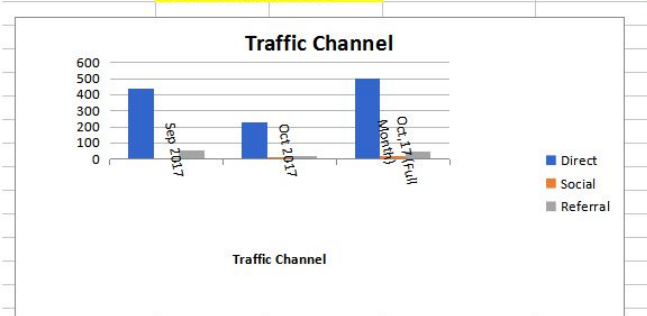 Traffic Channel
600
500
400
300
200
100
0
Sep 2017
Oct 2017
Oct,17 (Full
Month)
Direct
Social
Referral
Traffic Channel